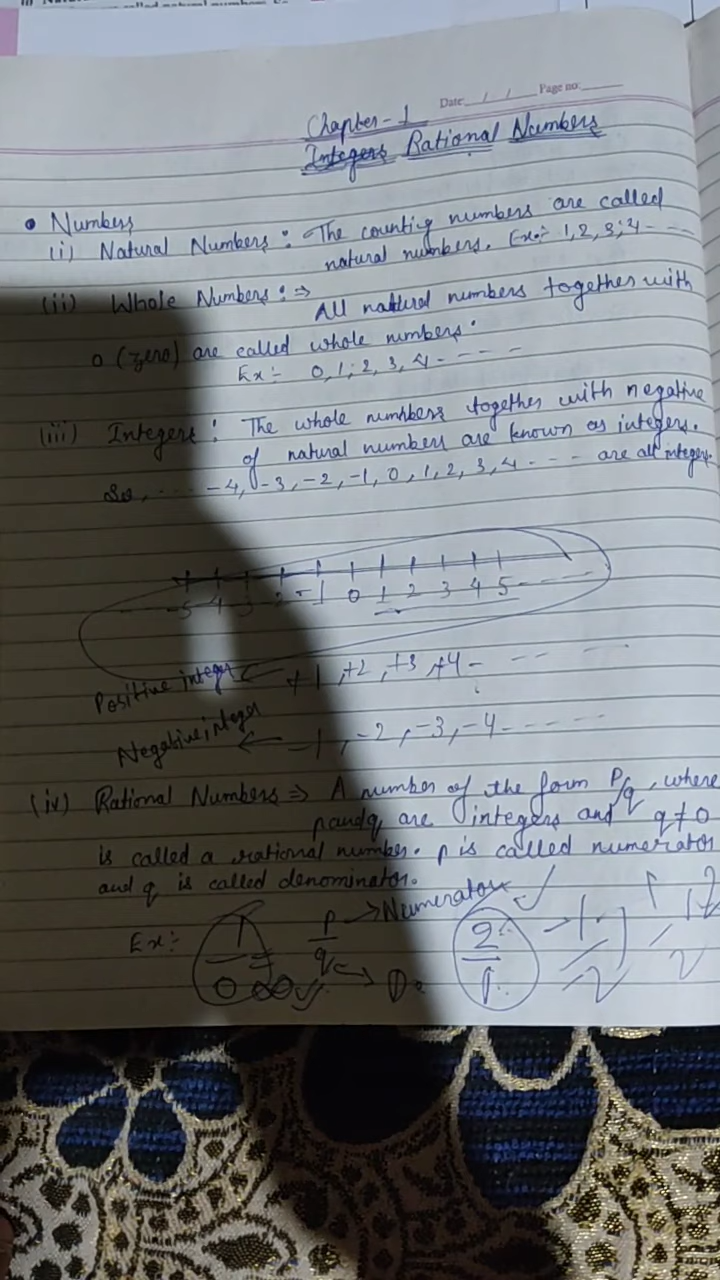 Date / / Page no:
Chapter-1
Integers Rational Numbers
• Numbers
(i) Natural Numbers : The counting numbers are called
natural numbers. Ex:- 1, 2, 3, 4 - - -
(ii) Whole Numbers : ⇒
All natural numbers together with
0 (zero) are called whole numbers.
Ex:- 0, 1, 2, 3, 4 - - - -
(iii) Integers : The whole numbers together with negative
of natural numbers are known as integers.
So, ---- -4, -3, -2, -1, 0, 1, 2, 3, 4 --- are all integers.
-5 -4 -3 -2 -1 0 1 2 3 4 5 - - - -
Positive integer ← +1, +2, +3, +4 - - - -
Negative integer ← -1, -2, -3, -4 - - - - -
(iv) Rational Numbers ⇒ A number of the form P/q, where
p and q are integers and q ≠ 0
is called a rational number. p is called numerator
and q is called denominator.
Ex:- 1/0 = ∞ p/q → Numerator → D. 2/1